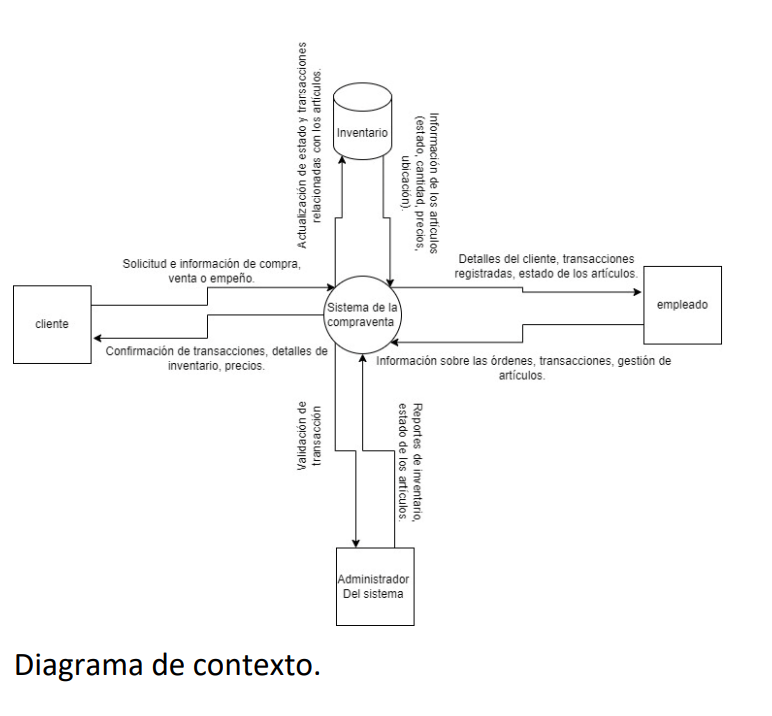 Actualización de estado y transacciones
relacionadas con los artículos.
Inventario
Información de los artículos
(estado, cantidad, precios,
ubicación).
Solicitud e información de compra,
venta o empeño.
Detalles del cliente, transacciones
registradas, estado de los artículos.
cliente
Sistema de la
compraventa
empleado
Confirmación de transacciones, detalles de
inventario, precios.
Información sobre las órdenes, transacciones, gestión de
artículos.
Validación de
transacción
Reportes de inventario,
estado de los artículos.
Administrador
Del sistema
Diagrama de contexto.